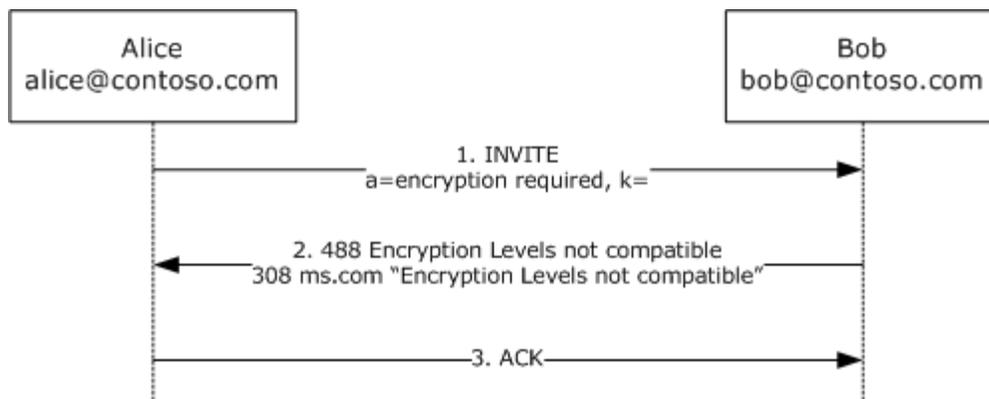 Alice
alice@contoso.com
Bob
bob@contoso.com
1. INVITE
a=encryption required, k=
2. 488 Encryption Levels not compatible
308 ms.com “Encryption Levels not compatible”
3. ACK